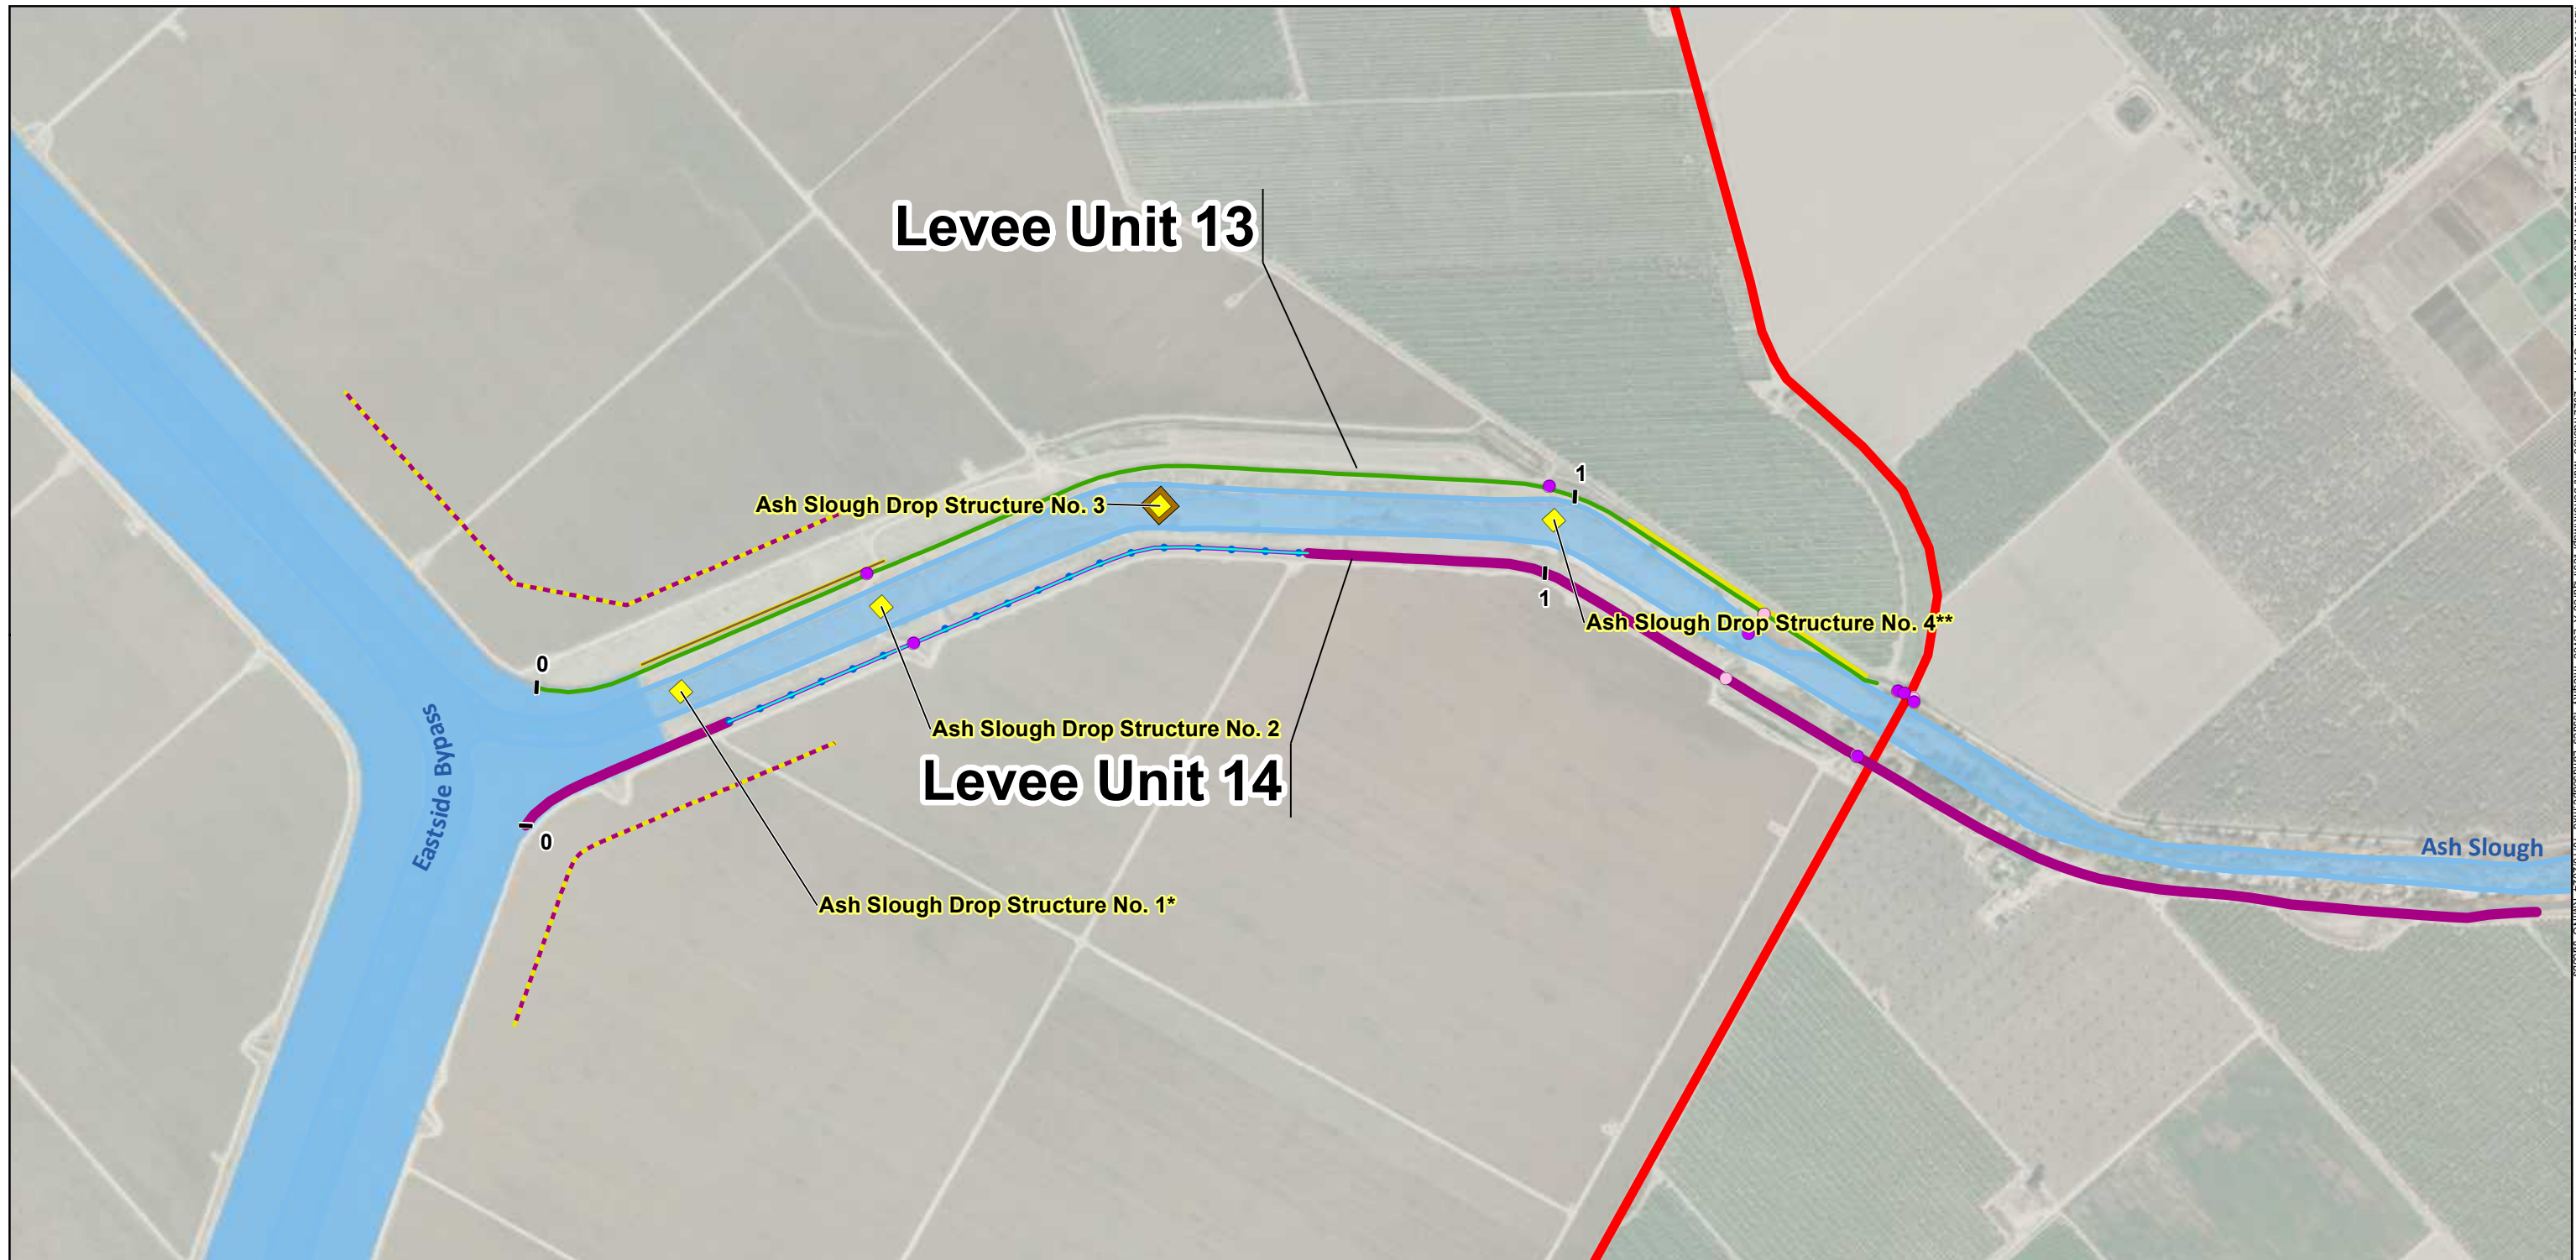 Levee Unit 13
1
Ash Slough Drop Structure No. 3
1
Ash Slough Drop Structure No. 4**
0
Ash Slough Drop Structure No. 2
Levee Unit 14
Eastside Bypass
0
Ash Slough
Ash Slough Drop Structure No. 1*